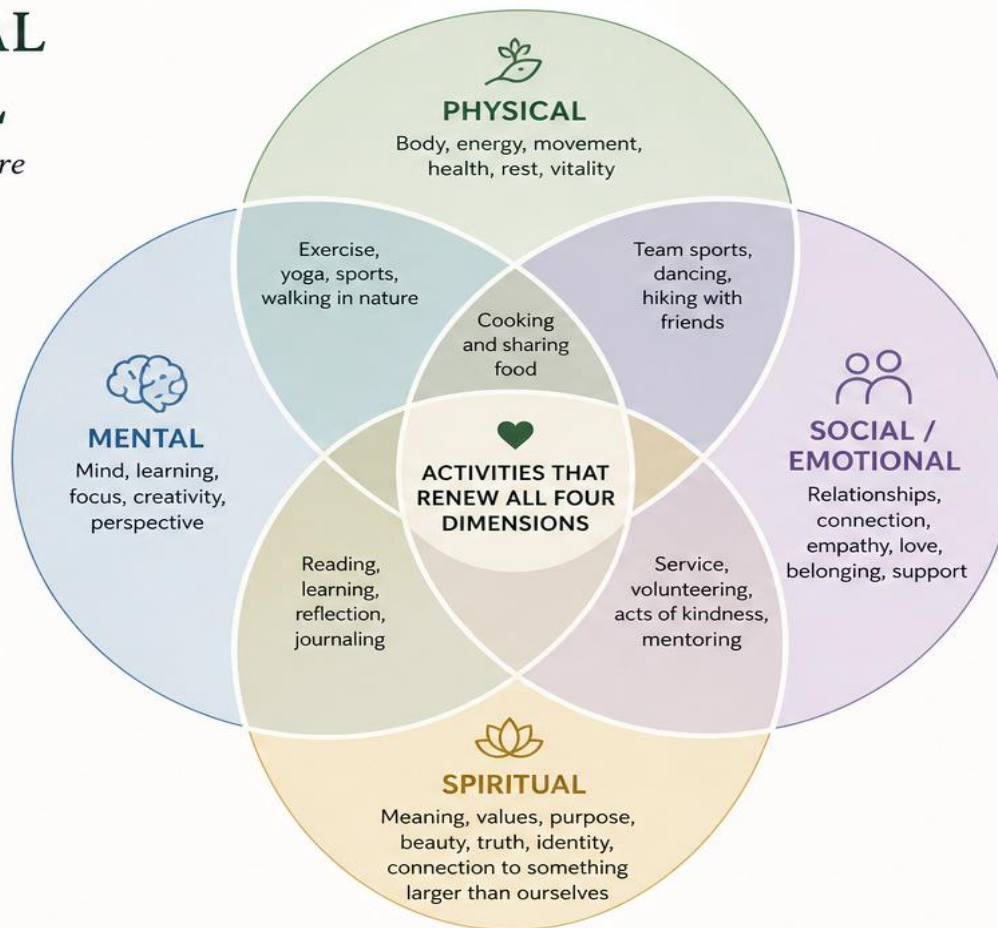 AL
L
re
PHYSICAL
Body, energy, movement,
health, rest, vitality
Exercise,
yoga, sports,
walking in nature
Team sports,
dancing,
hiking with
friends
Cooking
and sharing
food
MENTAL
Mind, learning,
focus, creativity,
perspective
ACTIVITIES THAT
RENEW ALL FOUR
DIMENSIONS
SOCIAL /
EMOTIONAL
Relationships,
connection,
empathy, love,
belonging, support
Reading,
learning,
reflection,
journaling
Service,
volunteering,
acts of kindness,
mentoring
SPIRITUAL
Meaning, values, purpose,
beauty, truth, identity,
connection to something
larger than ourselves